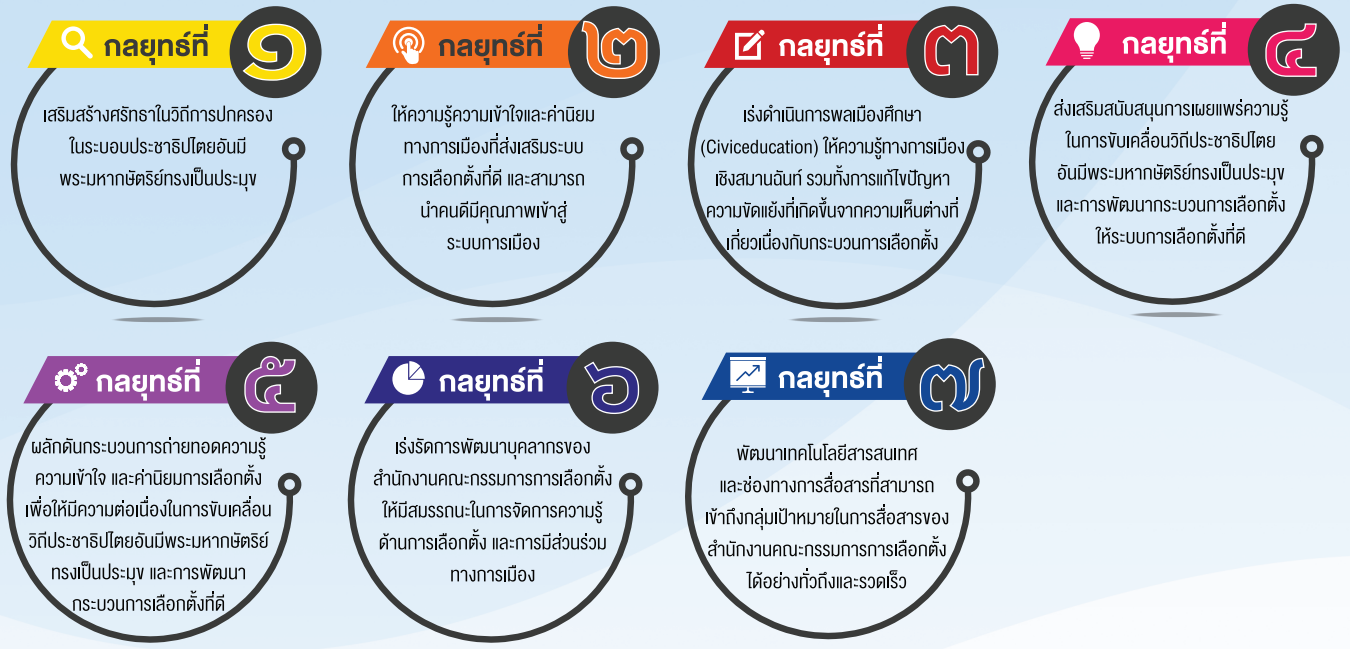 กลยุทธ์ที่ ๑
เสริมสร้างศรัทธาในวิถีการปกครอง
ในระบอบประชาธิปไตยอันมี
พระมหากษัตริย์ทรงเป็นประมุข
กลยุทธ์ที่ ๒
ให้ความรู้ความเข้าใจและค่านิยม
ทางการเมืองที่ส่งเสริมระบบ
การเลือกตั้งที่ดี และสามารถ
นำคนดีมีคุณภาพเข้าสู่
ระบบการเมือง
กลยุทธ์ที่ ๓
เร่งดำเนินการพลเมืองศึกษา
(Civiceducation) ให้ความรู้ทางการเมือง
เชิงสมานฉันท์ รวมทั้งการแก้ไขปัญหา
ความขัดแย้งที่เกิดขึ้นจากความเห็นต่างที่
เกี่ยวเนื่องกับกระบวนการเลือกตั้ง
กลยุทธ์ที่ ๔
ส่งเสริมสนับสนุนการเผยแพร่ความรู้
ในการขับเคลื่อนวิถีประชาธิปไตย
อันมีพระมหากษัตริย์ทรงเป็นประมุข
และการพัฒนากระบวนการเลือกตั้ง
ให้ระบบการเลือกตั้งที่ดี
กลยุทธ์ที่ ๕
ผลักดันกระบวนการถ่ายทอดความรู้
ความเข้าใจ และค่านิยมการเลือกตั้ง
เพื่อให้มีความต่อเนื่องในการขับเคลื่อน
วิถีประชาธิปไตยอันมีพระมหากษัตริย์
ทรงเป็นประมุข และการพัฒนา
กระบวนการเลือกตั้งที่ดี
กลยุทธ์ที่ ๖
เร่งรัดการพัฒนาบุคลากรของ
สำนักงานคณะกรรมการการเลือกตั้ง
ให้มีสมรรถนะในการจัดการความรู้
ด้านการเลือกตั้ง และการมีส่วนร่วม
ทางการเมือง
กลยุทธ์ที่ ๗
พัฒนาเทคโนโลยีสารสนเทศ
และช่องทางการสื่อสารที่สามารถ
เข้าถึงกลุ่มเป้าหมายในการสื่อสารของ
สำนักงานคณะกรรมการการเลือกตั้ง
ได้อย่างทั่วถึงและรวดเร็ว